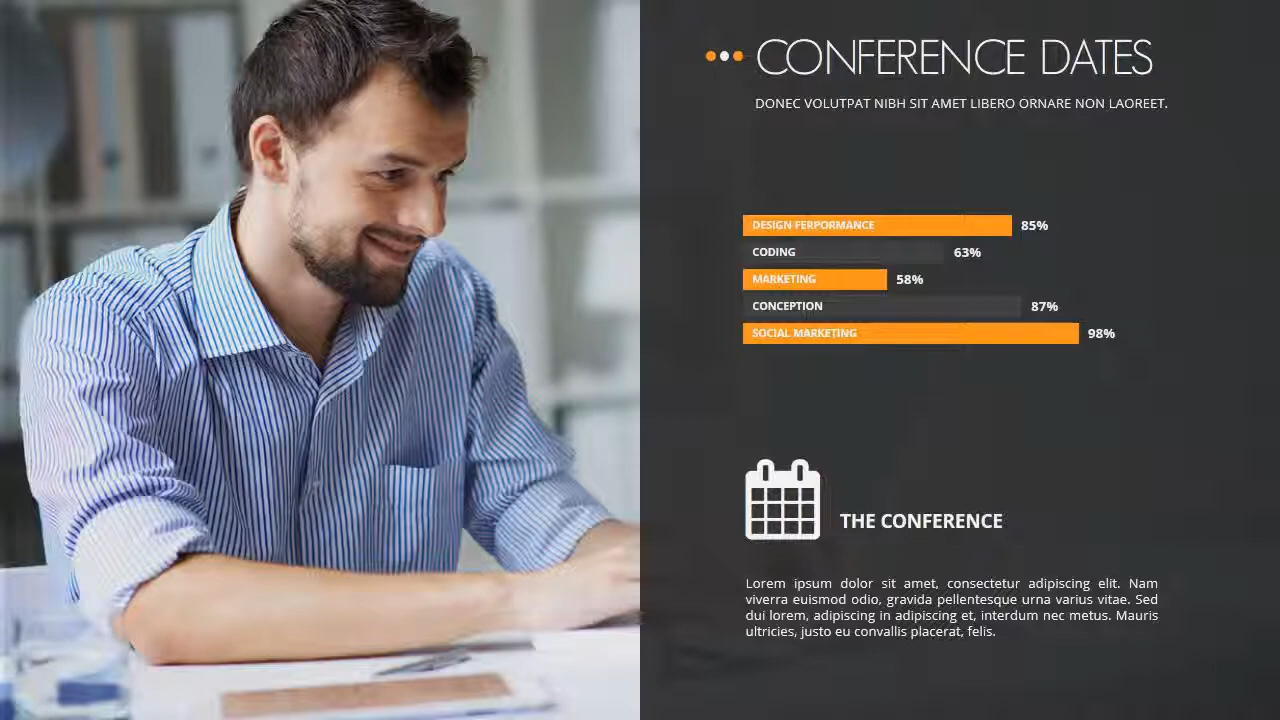 CONFERENCE DATES
DONEC VOLUTPAT NIBH SIT AMET LIBERO ORNARE NON LAOREET.
DESIGN FERPORMANCE 85%
CODING 63%
MARKETING 58%
CONCEPTION 87%
SOCIAL MARKETING 98%
THE CONFERENCE
Lorem ipsum dolor sit amet, consectetur adipiscing elit. Nam
viverra euismod odio, gravida pellentesque urna varius vitae. Sed
dui lorem, adipiscing in adipiscing et, interdum nec metus. Mauris
ultricies, justo eu convallis placerat, felis.